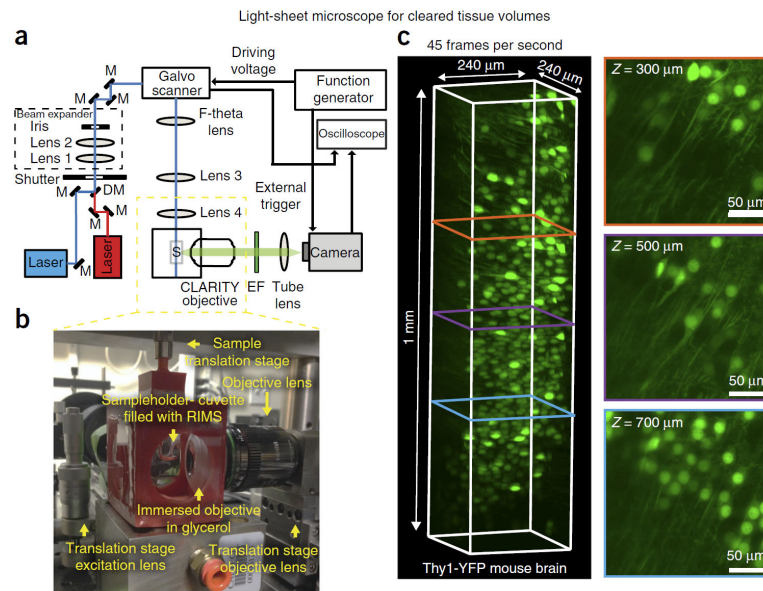 Light-sheet microscope for cleared tissue volumes
a
M
M
M
Galvo
scanner
Driving
voltage
Function
generator
Beam expander
Iris
Lens 2
Lens 1
F-theta
lens
Oscilloscope
Shutter
M
DM
M
M
Lens 3
External
trigger
Lens 4
Laser
M
Laser
S
Camera
CLARITY
objective
EF
Tube
lens
b
Sample
translation stage
Objective lens
Sampleholder- cuvette
filled with RIMS
Immersed objective
in glycerol
Translation stage
excitation lens
Translation stage
objective lens
c
45 frames per second
240 μm
240 μm
1 mm
Thy1-YFP mouse brain
Z = 300 μm
50 μm
Z = 500 μm
50 μm
Z = 700 μm
50 μm